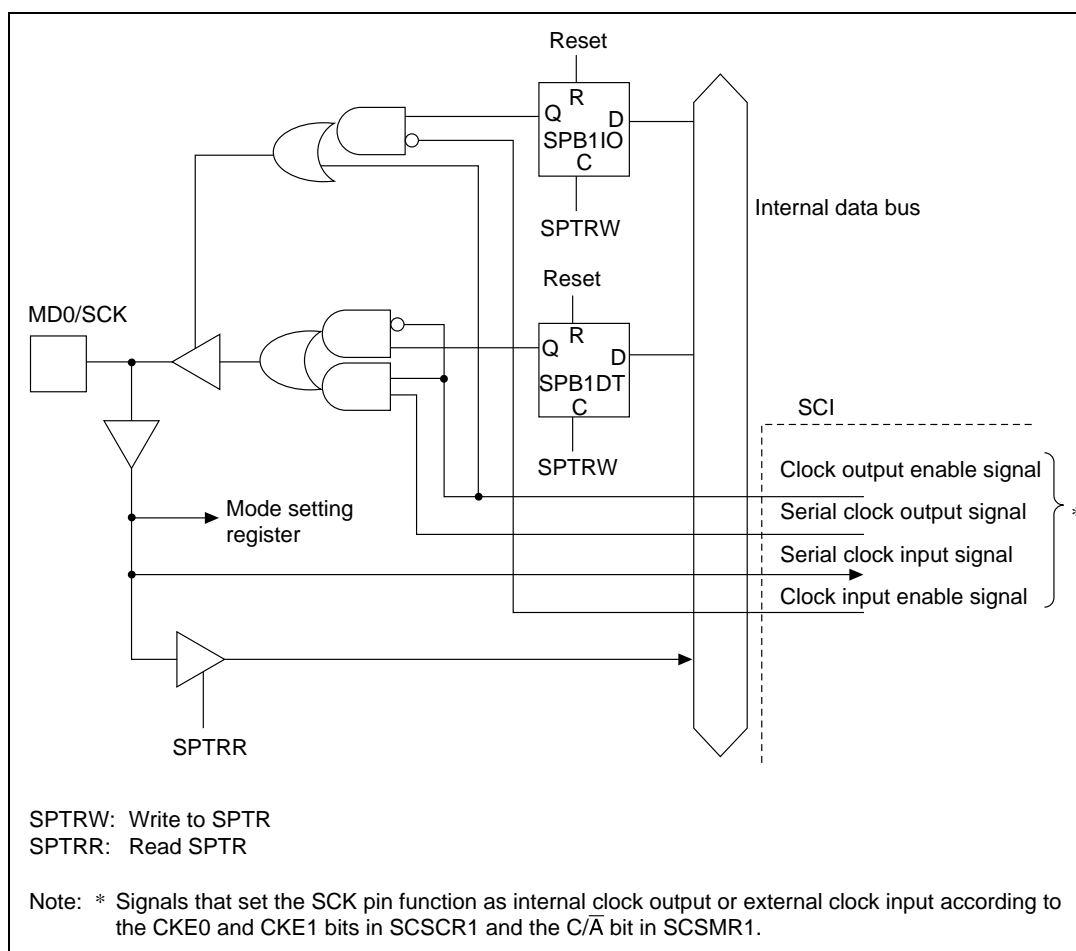 Reset
R
Q
D
SPB1IO
C
SPTRW
Internal data bus
Reset
MD0/SCK
R
Q
D
SPB1DT
C
SPTRW
SCI
Clock output enable signal
Serial clock output signal
*
Serial clock input signal
Clock input enable signal
Mode setting
register
SPTRR
SPTRW: Write to SPTR
SPTRR: Read SPTR
Note: * Signals that set the SCK pin function as internal clock output or external clock input according to
the CKE0 and CKE1 bits in SCSCR1 and the C/A̅ bit in SCSMR1.